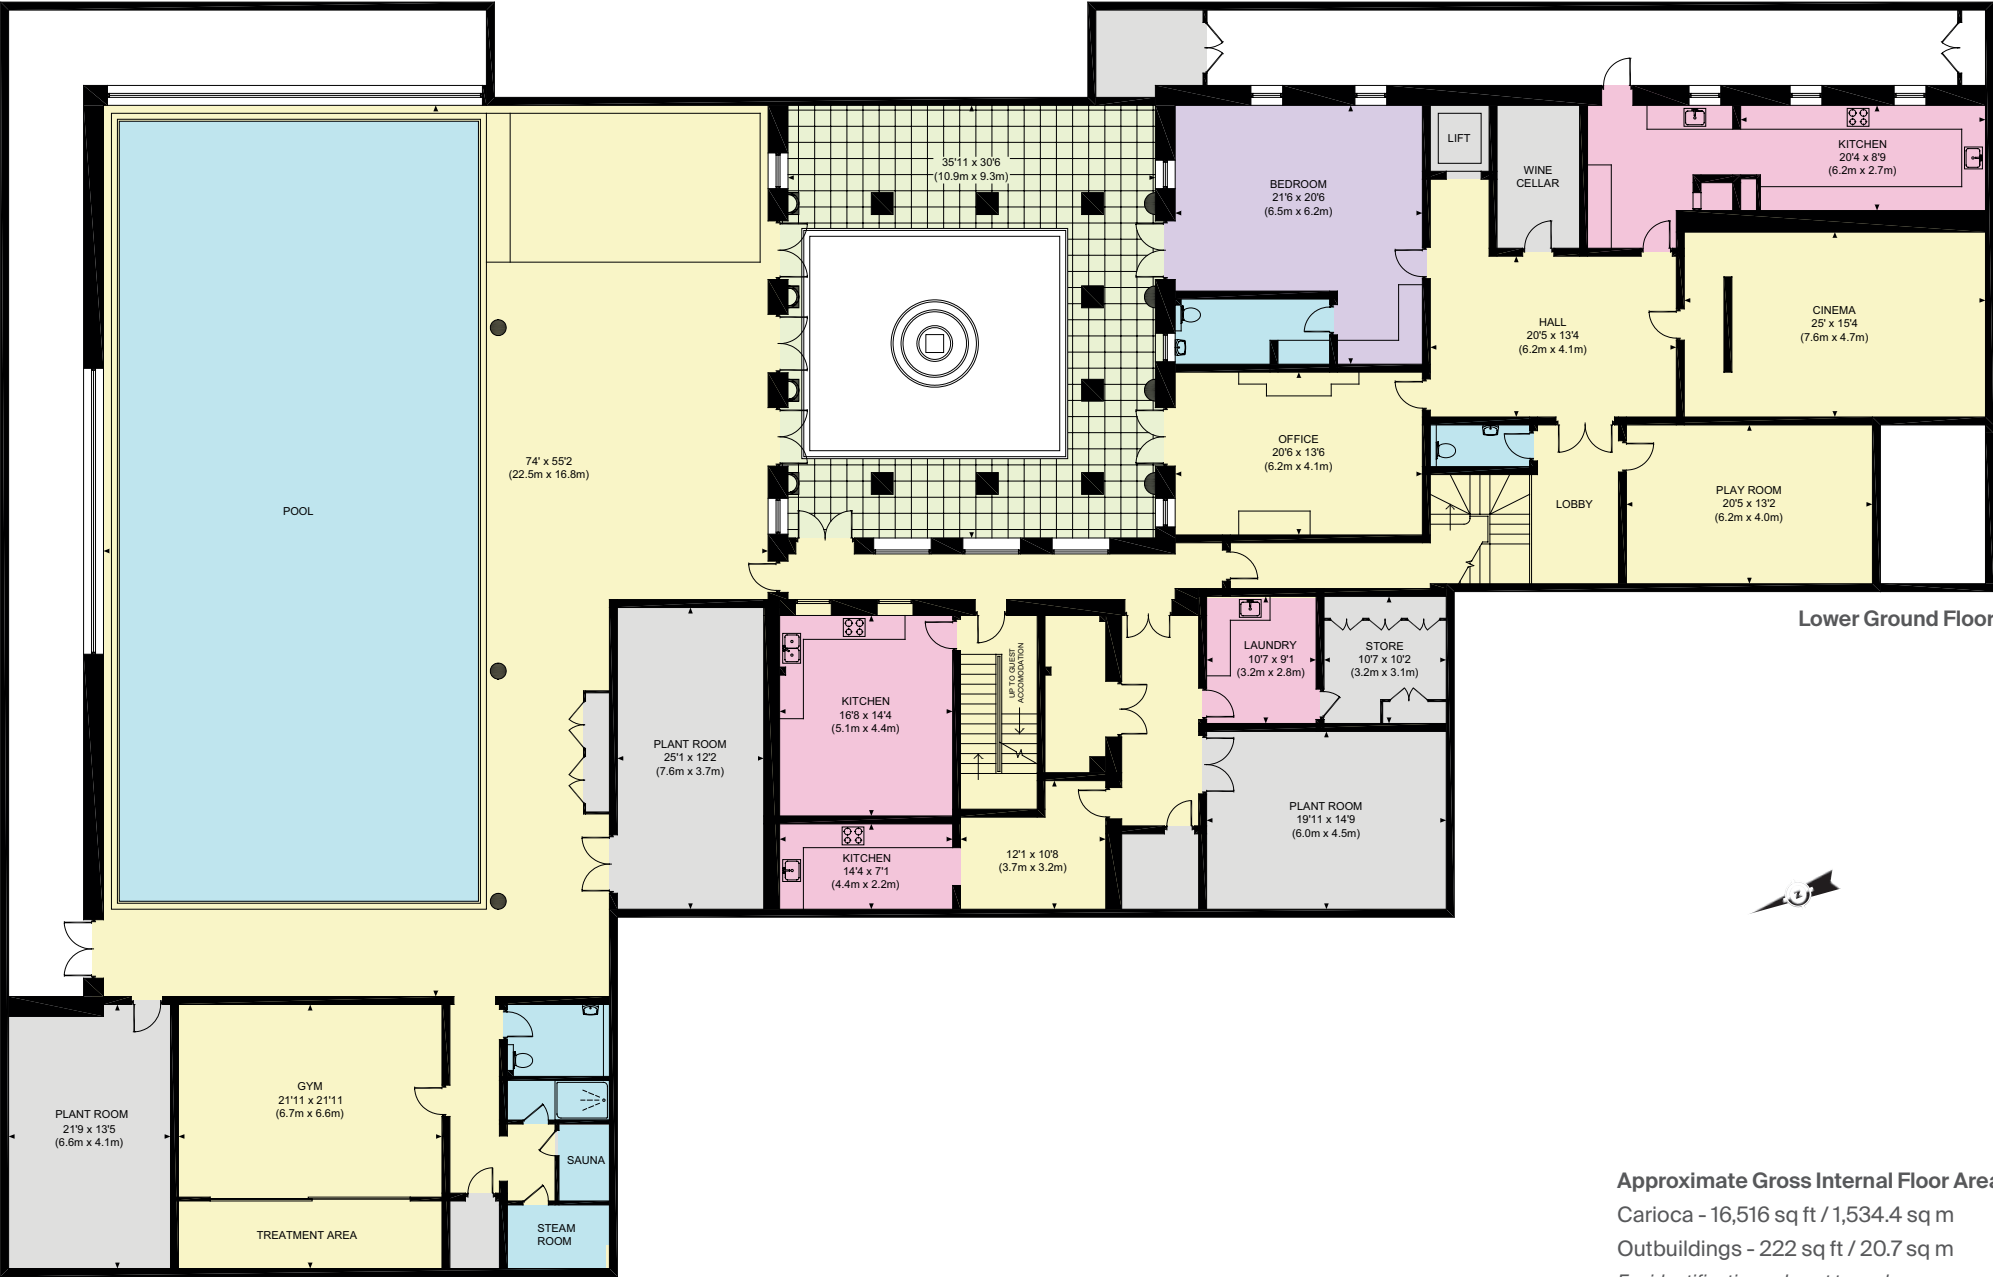 35'11 x 30'6
(10.9m x 9.3m)
BEDROOM
21'6 x 20'6
(6.5m x 6.2m)
LIFT
WINE
CELLAR
KITCHEN
20'4 x 8'9
(6.2m x 2.7m)
HALL
20'5 x 13'4
(6.2m x 4.1m)
CINEMA
25' x 15'4
(7.6m x 4.7m)
POOL
74' x 55'2
(22.5m x 16.8m)
OFFICE
20'6 x 13'6
(6.2m x 4.1m)
LOBBY
PLAY ROOM
20'5 x 13'2
(6.2m x 4.0m)
Lower Ground Floor
PLANT ROOM
25'1 x 12'2
(7.6m x 3.7m)
KITCHEN
16'8 x 14'4
(5.1m x 4.4m)
UP TO GUEST
ACCOMODATION
LAUNDRY
10'7 x 9'1
(3.2m x 2.8m)
STORE
10'7 x 10'2
(3.2m x 3.1m)
PLANT ROOM
19'11 x 14'9
(6.0m x 4.5m)
KITCHEN
14'4 x 7'1
(4.4m x 2.2m)
12'1 x 10'8
(3.7m x 3.2m)
Z
PLANT ROOM
21'9 x 13'5
(6.6m x 4.1m)
GYM
21'11 x 21'11
(6.7m x 6.6m)
TREATMENT AREA
SAUNA
STEAM
ROOM
Approximate Gross Internal Floor Area
Carioca - 16,516 sq ft / 1,534.4 sq m
Outbuildings - 222 sq ft / 20.7 sq m